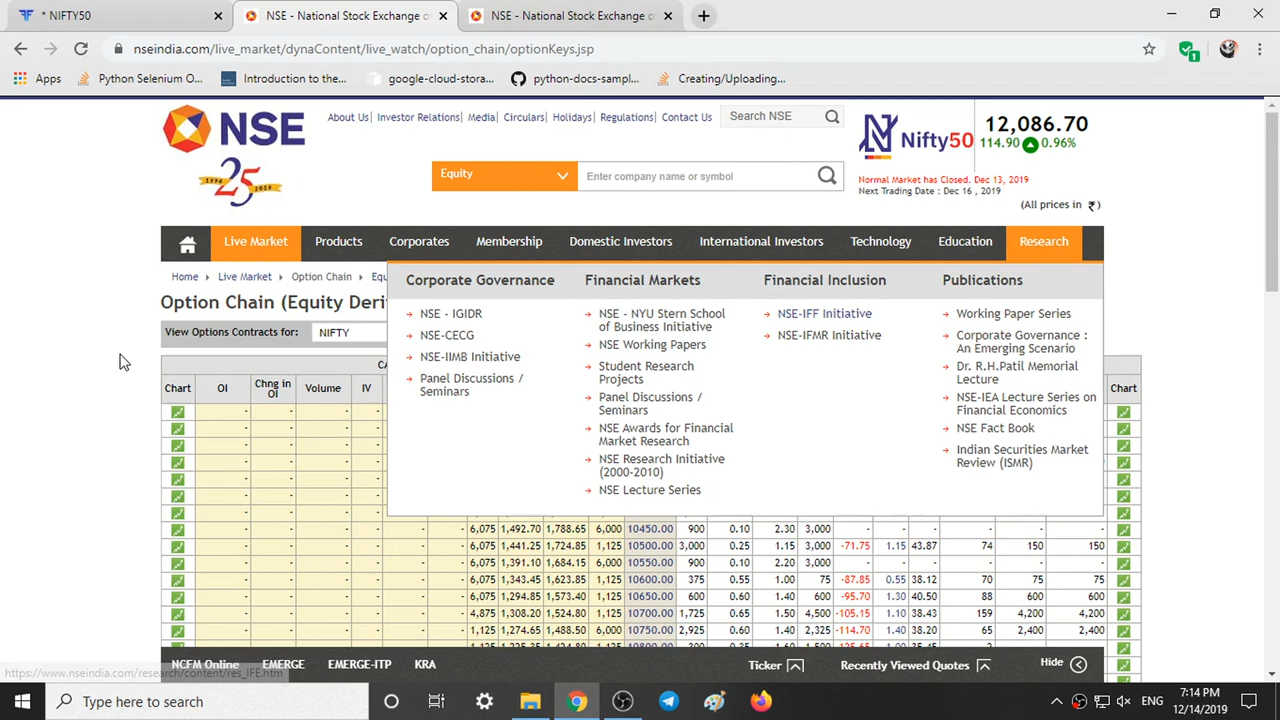 * NIFTY50
NSE - National Stock Exchange o
NSE - National Stock Exchange o
nseindia.com/live_market/dynaContent/live_watch/option_chain/optionKeys.jsp
1
Apps
Python Selenium O...
Introduction to the...
google-cloud-stora...
python-docs-sampl...
Creating/Uploading...
NSE
1994 25 2019
About Us| Investor Relations| Media| Circulars| Holidays| Regulations| Contact Us
Search NSE
Equity
Enter company name or symbol
Nifty50
12,086.70
114.90 0.96%
Normal Market has Closed. Dec 13, 2019
Next Trading Date : Dec 16 , 2019
(All prices in ₹)
Live Market Products Corporates Membership Domestic Investors International Investors Technology Education Research
Home Live Market Option Chain Equ
Option Chain (Equity Deri
View Options Contracts for: NIFTY
Corporate Governance
NSE - IGIDR
NSE-CECG
NSE-IIMB Initiative
Panel Discussions /
Seminars
Financial Markets
NSE - NYU Stern School
of Business Initiative
NSE Working Papers
Student Research
Projects
Panel Discussions /
Seminars
NSE Awards for Financial
Market Research
NSE Research Initiative
(2000-2010)
NSE Lecture Series
Financial Inclusion
NSE-IFF Initiative
NSE-IFMR Initiative
Publications
Working Paper Series
Corporate Governance :
An Emerging Scenario
Dr. R.H.Patil Memorial
Lecture
NSE-IEA Lecture Series on
Financial Economics
NSE Fact Book
Indian Securities Market
Review (ISMR)
CA
Chart OI Chng in OI Volume IV Chart
- - - - -
- - - - -
- - - - -
- - - - -
- - - - -
- - - - -
- - - - -
- - - - - 6,075 1,492.70 1,788.65 6,000 10450.00 900 0.10 2.30 3,000 - - - - - -
- - - - - 6,075 1,441.25 1,724.85 1,125 10500.00 3,000 0.25 1.15 3,000 -71.75 1.15 43.87 74 150 150
- - - - - 6,075 1,391.10 1,684.15 6,000 10550.00 900 0.10 2.20 3,000 - - - - - -
- - - - - 6,075 1,343.45 1,623.85 1,125 10600.00 375 0.55 1.00 75 -87.85 0.55 38.12 70 75 75
- - - - - 6,075 1,294.85 1,573.40 1,125 10650.00 600 0.60 1.40 600 -95.70 1.30 40.50 88 600 600
- - - - - 4,875 1,308.20 1,524.80 1,125 10700.00 1,725 0.65 1.50 4,500 -105.15 1.10 38.43 159 4,200 4,200
- - - - - 1,125 1,274.65 1,488.50 6,000 10750.00 2,925 0.60 1.40 2,325 -114.70 1.40 38.20 65 2,400 2,400
NCFM Online EMERGE EMERGE-ITP KRA Ticker Recently Viewed Quotes Hide
https://www.nseindia.com/research/content/res_IFE.htm
Type here to search
ENG
7:14 PM
12/14/2019